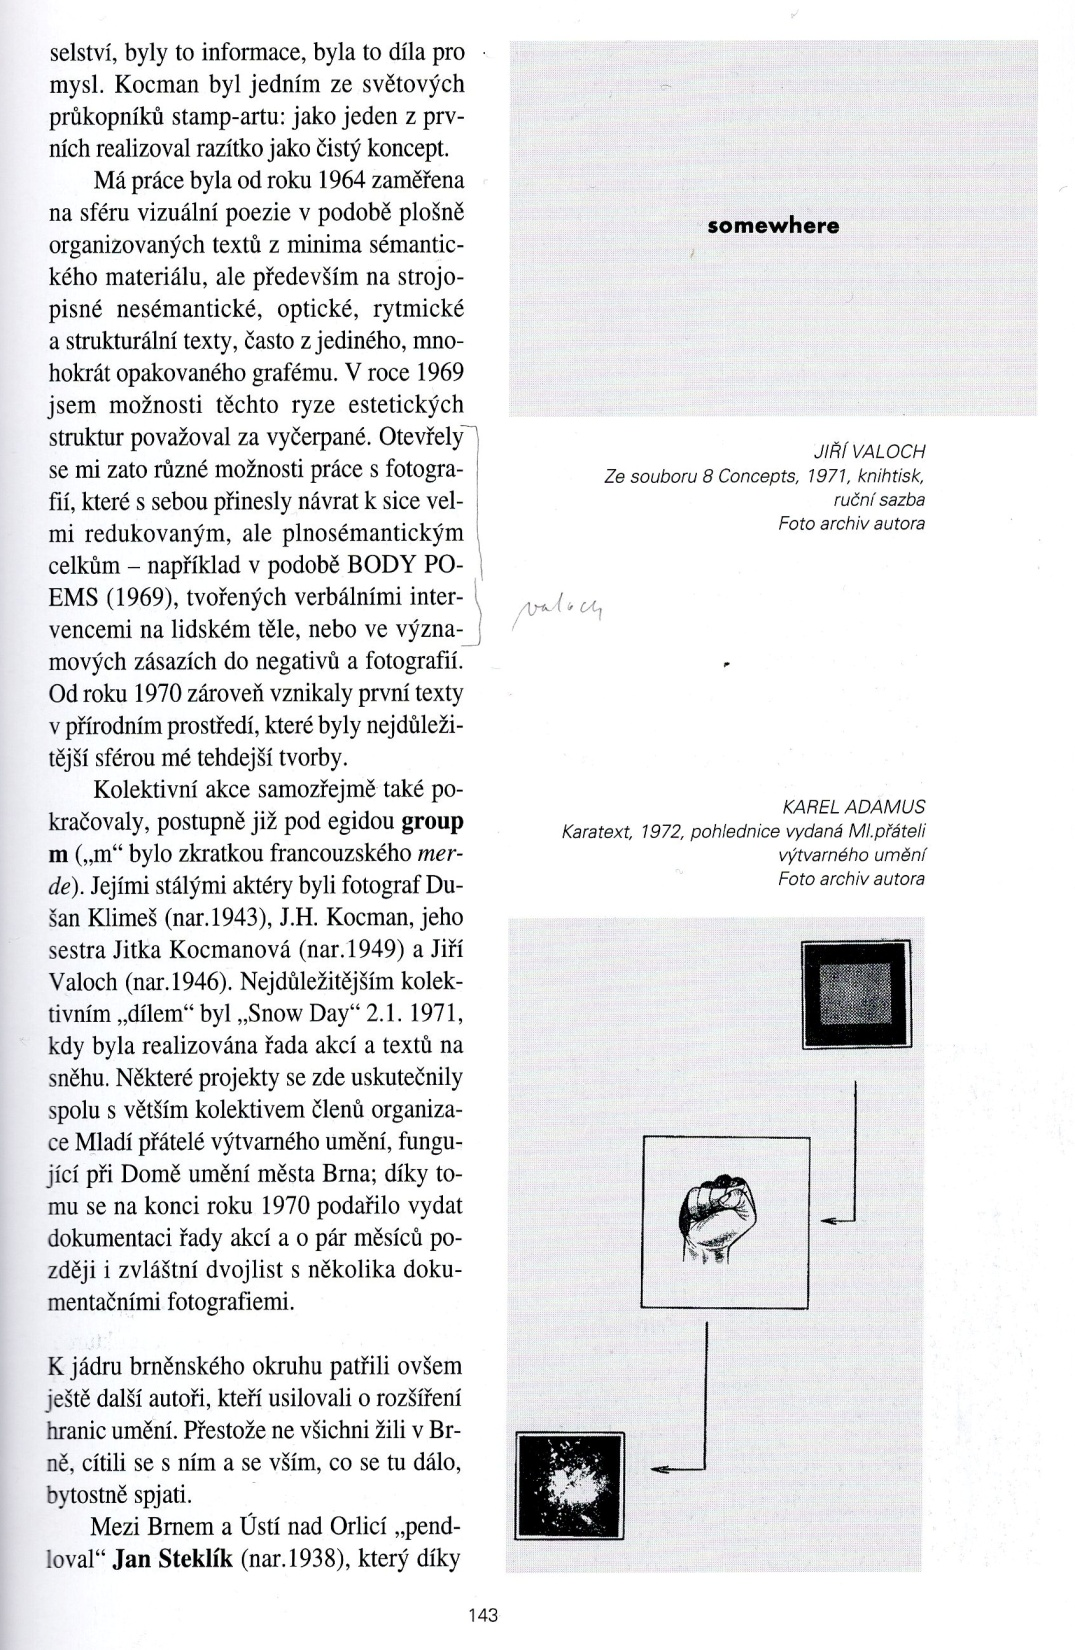 selství, byly to informace, byla to díla pro
mysl. Kocman byl jedním ze světových
průkopníků stamp-artu: jako jeden z prv-
ních realizoval razítko jako čistý koncept.
Má práce byla od roku 1964 zaměřena
na sféru vizuální poezie v podobě plošně
organizovaných textů z minima sémantic-
kého materiálu, ale především na strojo-
pisné nesémantické, optické, rytmické
a strukturální texty, často z jediného, mno-
hokrát opakovaného grafému. V roce 1969
jsem možnosti těchto ryze estetických
struktur považoval za vyčerpané. Otevřely
se mi zato různé možnosti práce s fotogra-
fií, které s sebou přinesly návrat k sice vel-
mi redukovaným, ale plnosémantickým
celkům – například v podobě BODY PO-
EMS (1969), tvořených verbálními inter-
vencemi na lidském těle, nebo ve význa-
mových zásazích do negativů a fotografií.
Od roku 1970 zároveň vznikaly první texty
v přírodním prostředí, které byly nejdůleži-
tější sférou mé tehdejší tvorby.
Kolektivní akce samozřejmě také po-
kračovaly, postupně již pod egidou group
m („m“ bylo zkratkou francouzského mer-
de). Jejími stálými aktéry byli fotograf Du-
šan Klimeš (nar.1943), J.H. Kocman, jeho
sestra Jitka Kocmanová (nar.1949) a Jiří
Valoch (nar.1946). Nejdůležitějším kolek-
tivním „dílem“ byl „Snow Day“ 2.1. 1971,
kdy byla realizována řada akcí a textů na
sněhu. Některé projekty se zde uskutečnily
spolu s větším kolektivem členů organiza-
ce Mladí přátelé výtvarného umění, fungu-
jící při Domě umění města Brna; díky to-
mu se na konci roku 1970 podařilo vydat
dokumentaci řady akcí a o pár měsíců po-
zději i zvláštní dvojlist s několika doku-
mentačními fotografiemi.
K jádru brněnského okruhu patřili ovšem
ještě další autoři, kteří usilovali o rozšíření
hranic umění. Přestože ne všichni žili v Br-
ně, cítili se s ním a se vším, co se tu dálo,
bytostně spjati.
Mezi Brnem a Ústí nad Orlicí „pend-
loval“ Jan Steklík (nar.1938), který díky
somewhere
JIŘÍ VALOCH
Ze souboru 8 Concepts, 1971, knihtisk,
ruční sazba
Foto archiv autora
valoch
KAREL ADAMUS
Karatext, 1972, pohlednice vydaná Ml.přáteli
výtvarného umění
Foto archiv autora
143